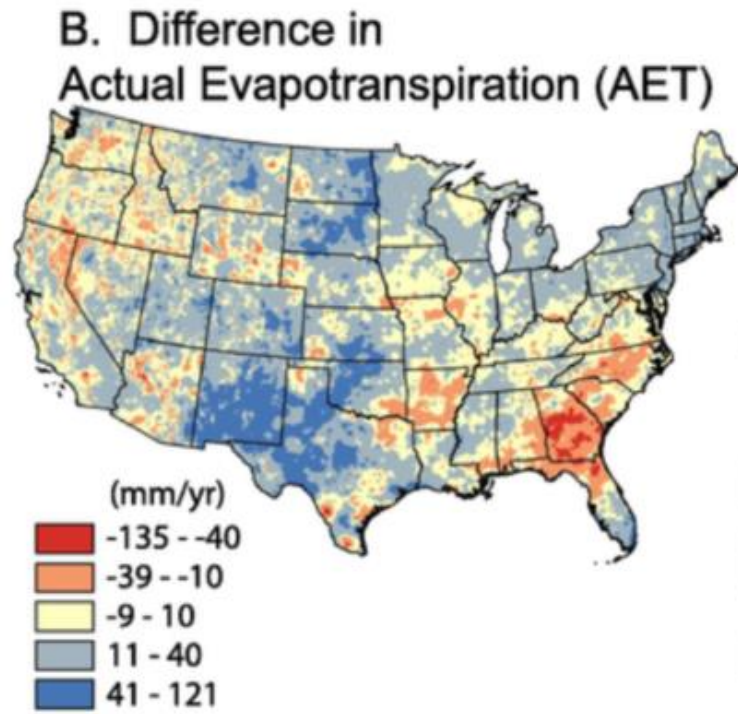 B. Difference in
Actual Evapotranspiration (AET)
(mm/yr)
-135 - -40
-39 - -10
-9 - 10
11 - 40
41 - 121